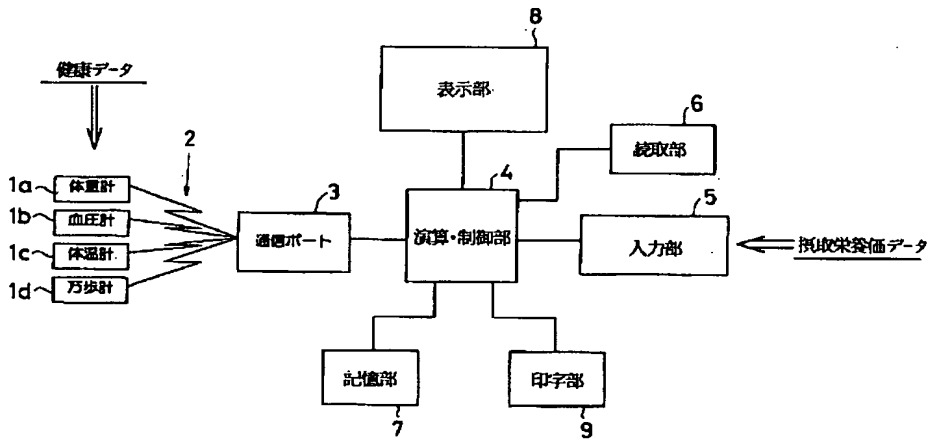 8
健康データ
表示部
6
2
読取部
1a 体重計
4
3
5
1b 血圧計
通信ポート
演算・制御部
入力部
摂取栄養価データ
1c 体温計
1d 万歩計
記憶部
印字部
7
9